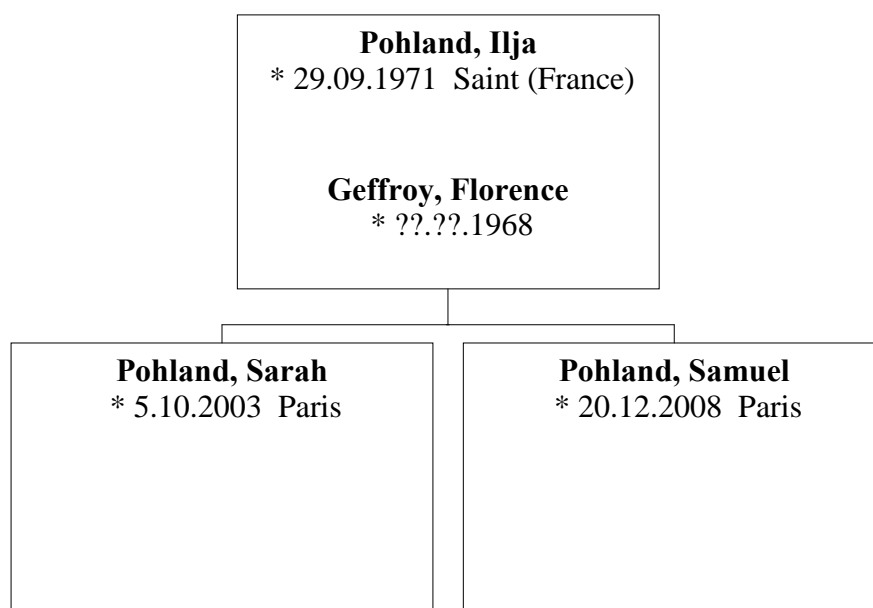 Pohland, Ilja
* 29.09.1971 Saint (France)
Geffroy, Florence
* ??.??.1968
Pohland, Sarah
* 5.10.2003 Paris
Pohland, Samuel
* 20.12.2008 Paris